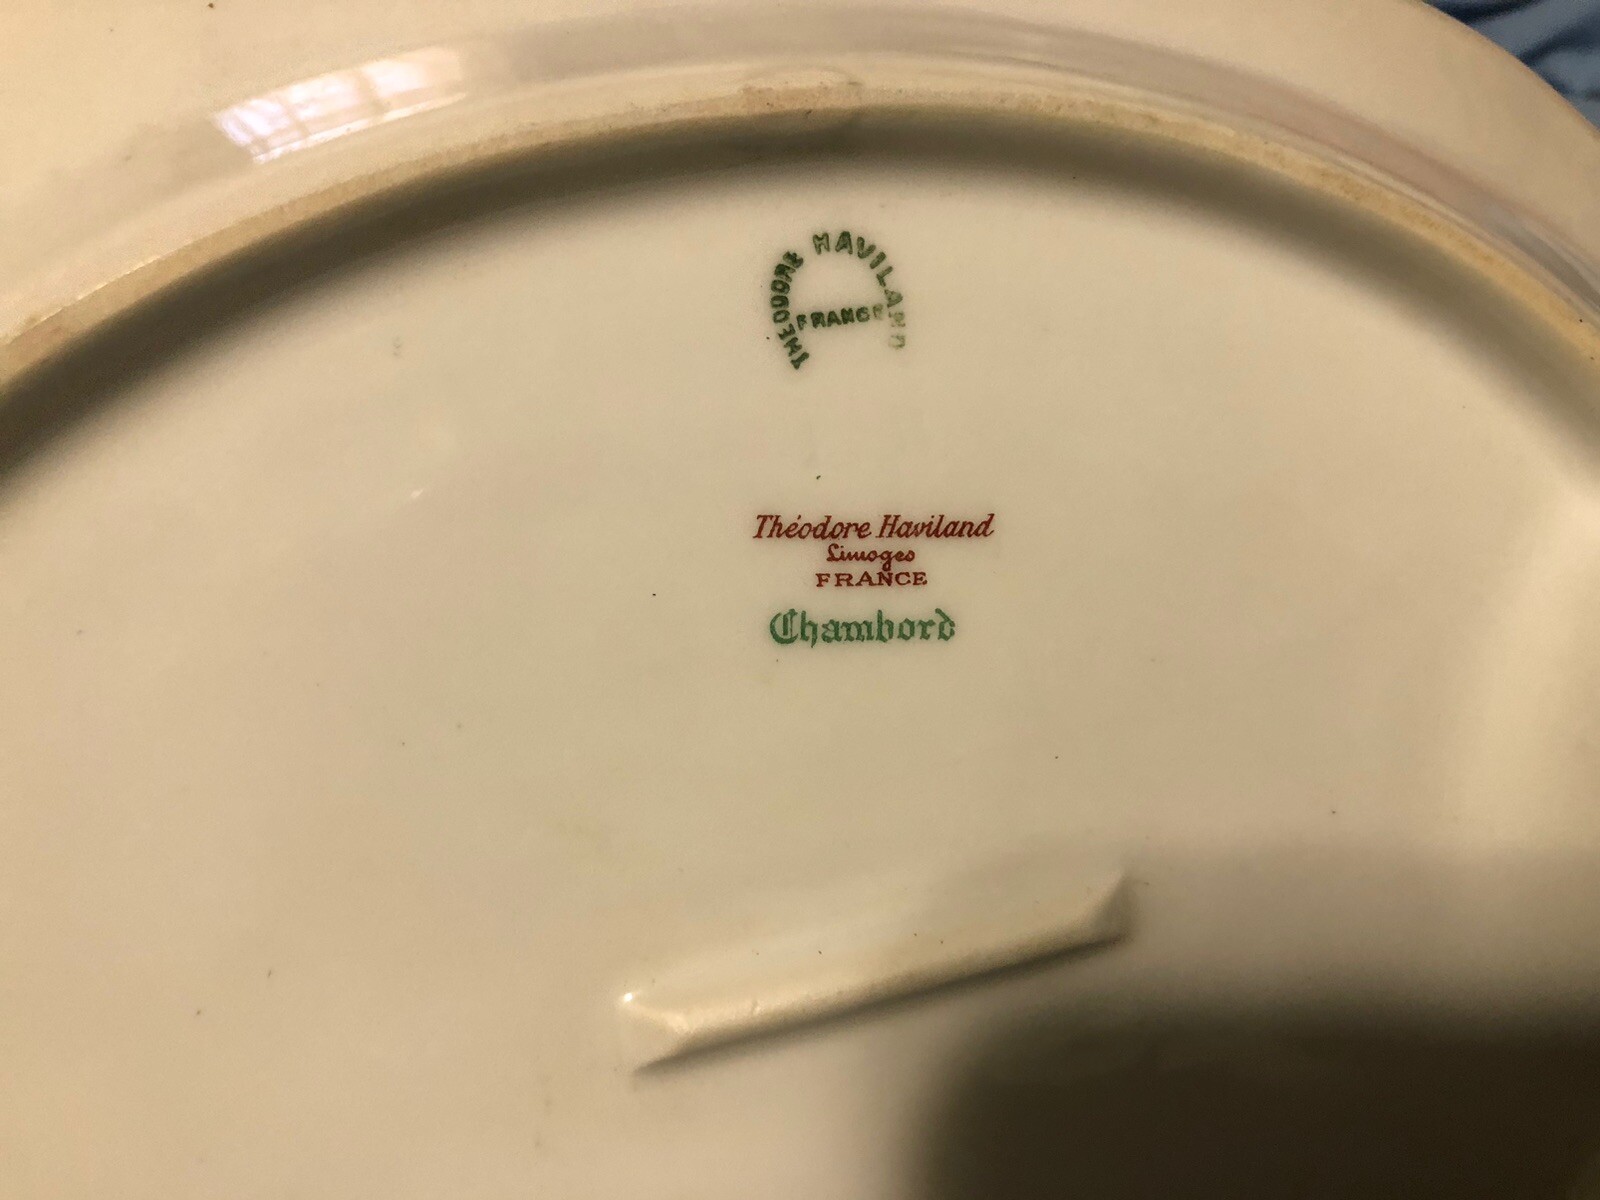 THEODORE HAVILAND
FRANCE
Théodore Haviland
Limoges
FRANCE
Chambord